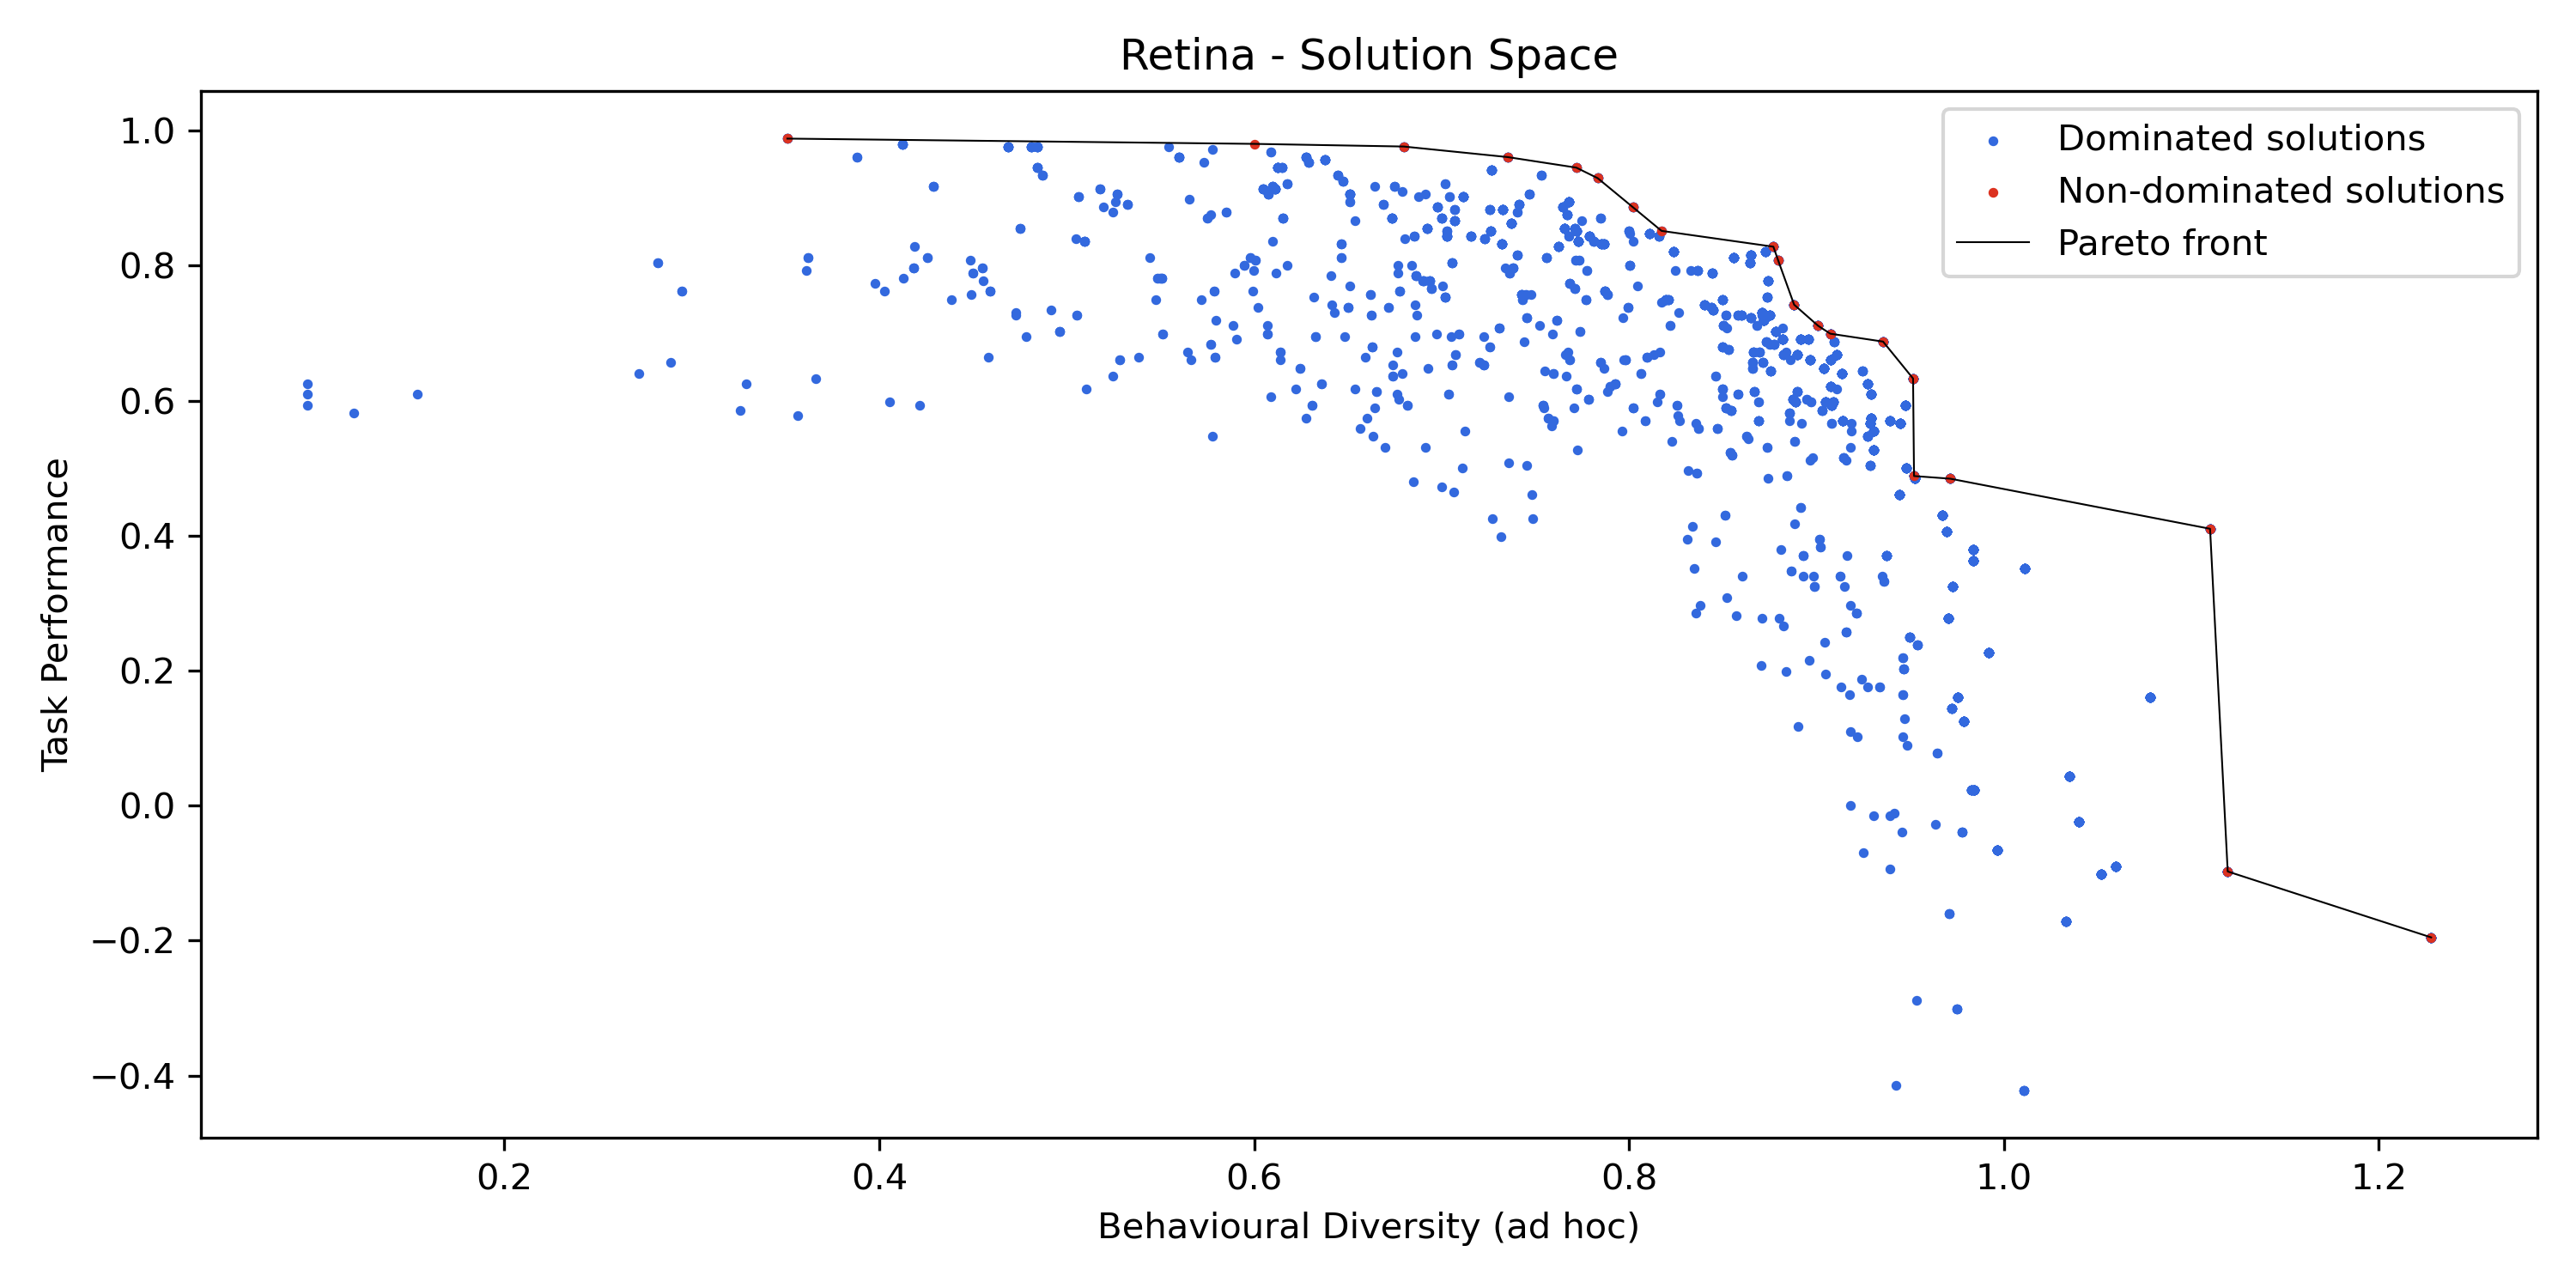 Retina - Solution Space
Dominated solutions
Non-dominated solutions
Pareto front
1.0
0.8
0.6
0.4
0.2
0.0
−0.2
−0.4
Task Performance
0.2
0.4
0.6
0.8
1.0
1.2
Behavioural Diversity (ad hoc)